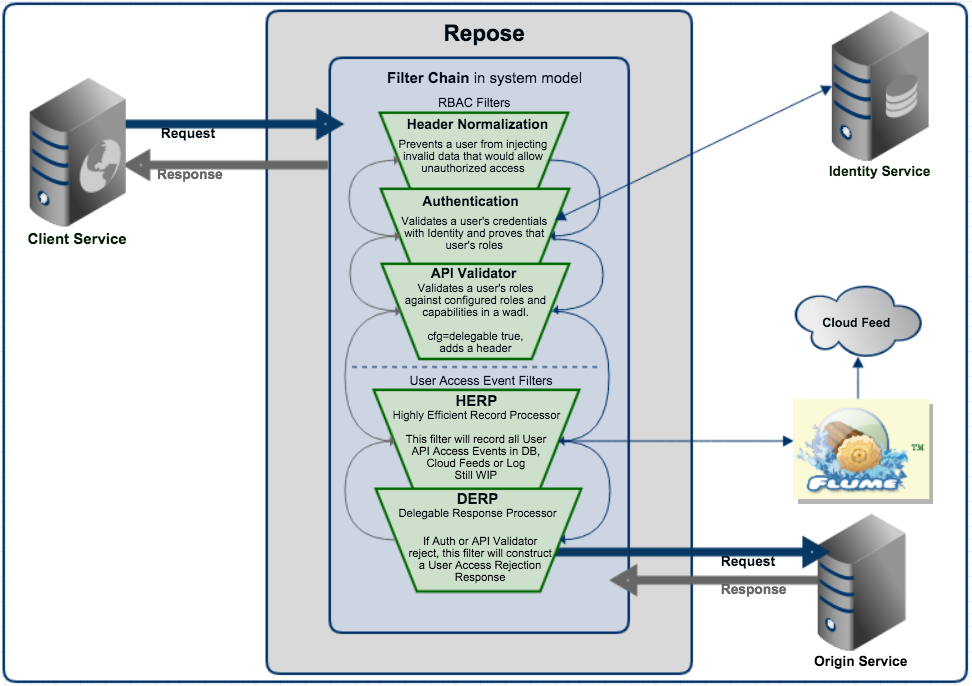 Repose
Filter Chain in system model
RBAC Filters
Header Normalization
Prevents a user from injecting
invalid data that would allow
unauthorized access
Authentication
Validates a user's credentials
with Identity and proves that
user's roles
API Validator
Validates a user's roles
against configured roles and
capabilities in a wadl.
cfg=delegable true,
adds a header
User Access Event Filters
HERP
Highly Efficient Record Processor
This filter will record all User
API Access Events in DB,
Cloud Feeds or Log
Still WIP
DERP
Delegable Response Processor
If Auth or API Validator
reject, this filter will construct
a User Access Rejection
Response
Request
Response
Client Service
Identity Service
Cloud Feed
FLUME
TM
Request
Response
Origin Service